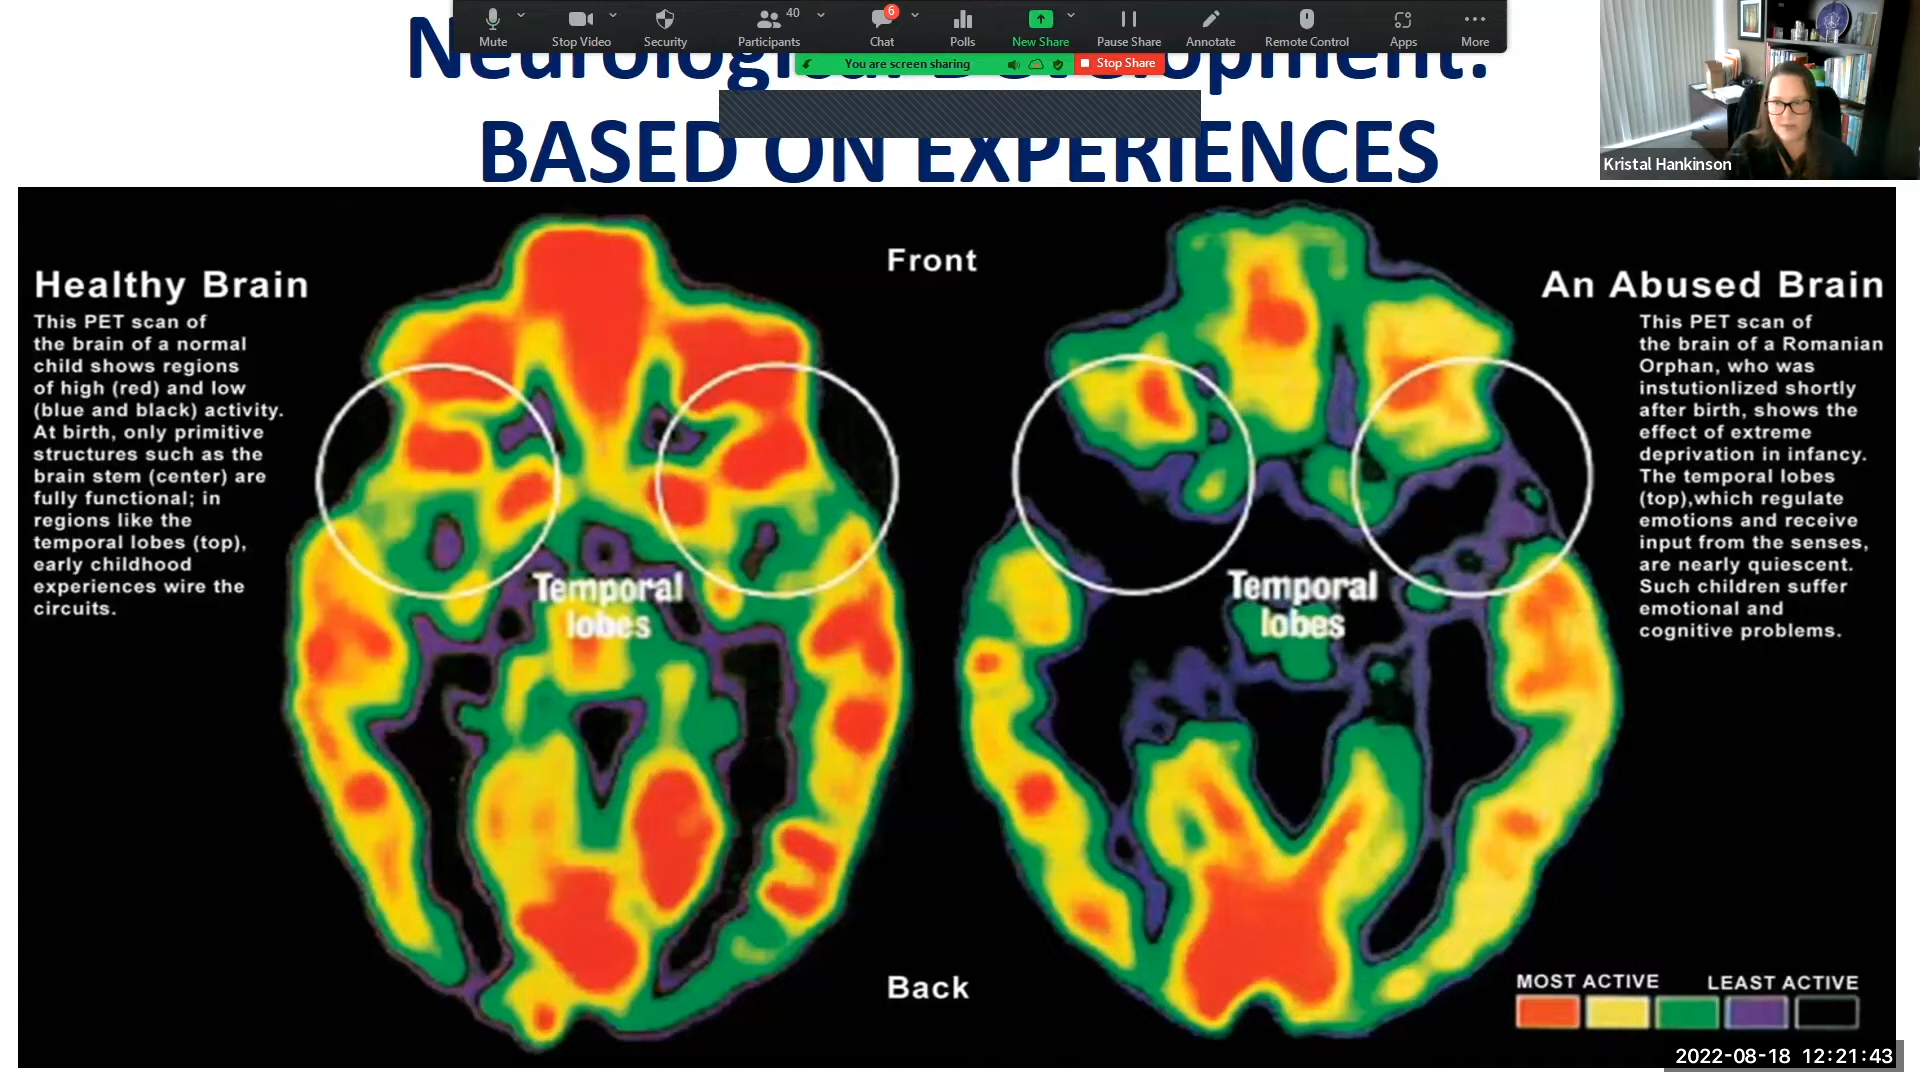 Mute
Stop Video
Security
Participants
40
Chat
6
Polls
New Share
Pause Share
Annotate
Remote Control
Apps
More
You are screen sharing
Stop Share
Neurological Development:
BASED ON EXPERIENCES
Kristal Hankinson
Healthy Brain
This PET scan of
the brain of a normal
child shows regions
of high (red) and low
(blue and black) activity.
At birth, only primitive
structures such as the
brain stem (center) are
fully functional; in
regions like the
temporal lobes (top),
early childhood
experiences wire the
circuits.
Front
Temporal
lobes
Temporal
lobes
Back
An Abused Brain
This PET scan of
the brain of a Romanian
Orphan, who was
instutionlized shortly
after birth, shows the
effect of extreme
deprivation in infancy.
The temporal lobes
(top),which regulate
emotions and receive
input from the senses,
are nearly quiescent.
Such children suffer
emotional and
cognitive problems.
MOST ACTIVE LEAST ACTIVE
2022-08-18 12:21:43